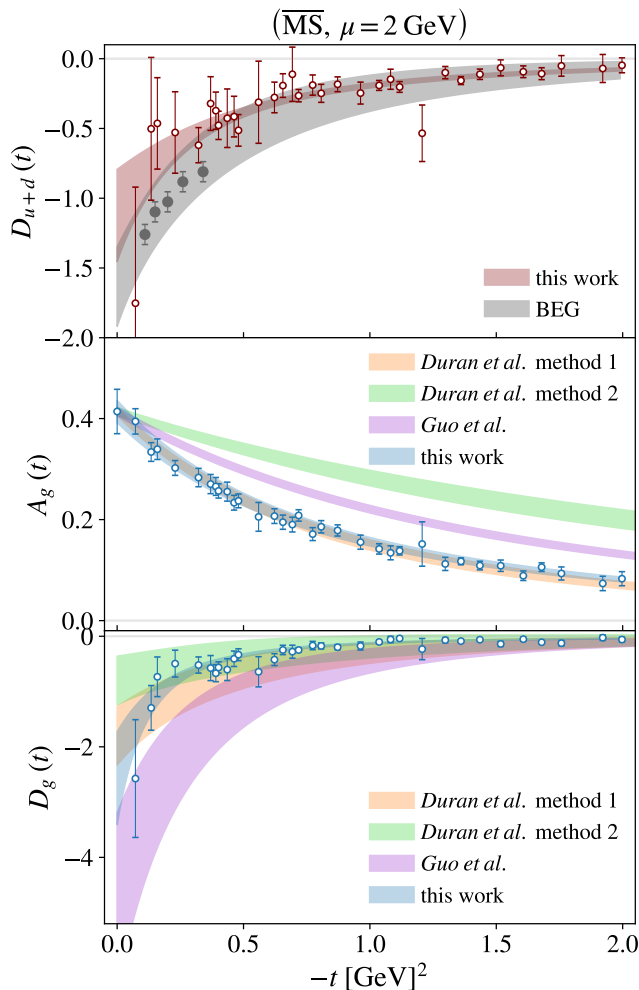 (MS, μ = 2 GeV)
0.0
−0.5
−1.0
−1.5
−2.0
D_{u+d}(t)
this work
BEG
2.0
0.4
0.2
0.0
A_g(t)
Duran et al. method 1
Duran et al. method 2
Guo et al.
this work
0
−2
−4
D_g(t)
Duran et al. method 1
Duran et al. method 2
Guo et al.
this work
0.0 0.5 1.0 1.5 2.0
−t [GeV]²